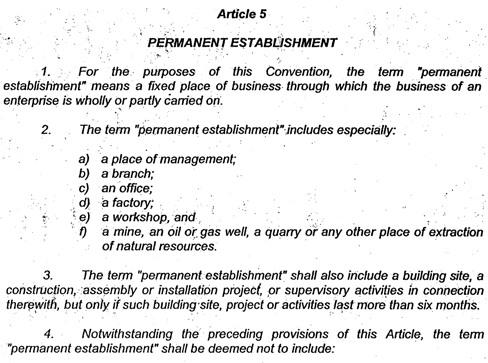 Article 5
PERMANENT ESTABLISHMENT
1. For the purposes of this Convention, the term "permanent
establishment" means a fixed place of business through which the business of an
enterprise is wholly or partly carried on.
2. The term "permanent establishment" includes especially:
a) a place of management;
b) a branch;
c) an office;
d) a factory;
e) a workshop, and
f) a mine, an oil or gas well, a quarry or any other place of extraction
of natural resources.
3. The term "permanent establishment" shall also include a building site, a
construction, assembly or installation project, or supervisory activities in connection
therewith, but only if such building site, project or activities last more than six months.
4. Notwithstanding the preceding provisions of this Article, the term
"permanent establishment" shall be deemed not to include: